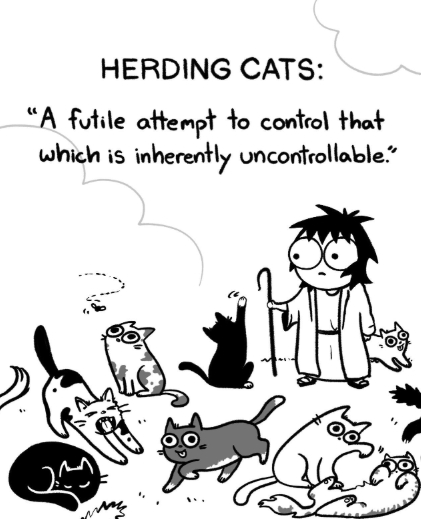 HERDING CATS:
“A futile attempt to control that
which is inherently uncontrollable.”